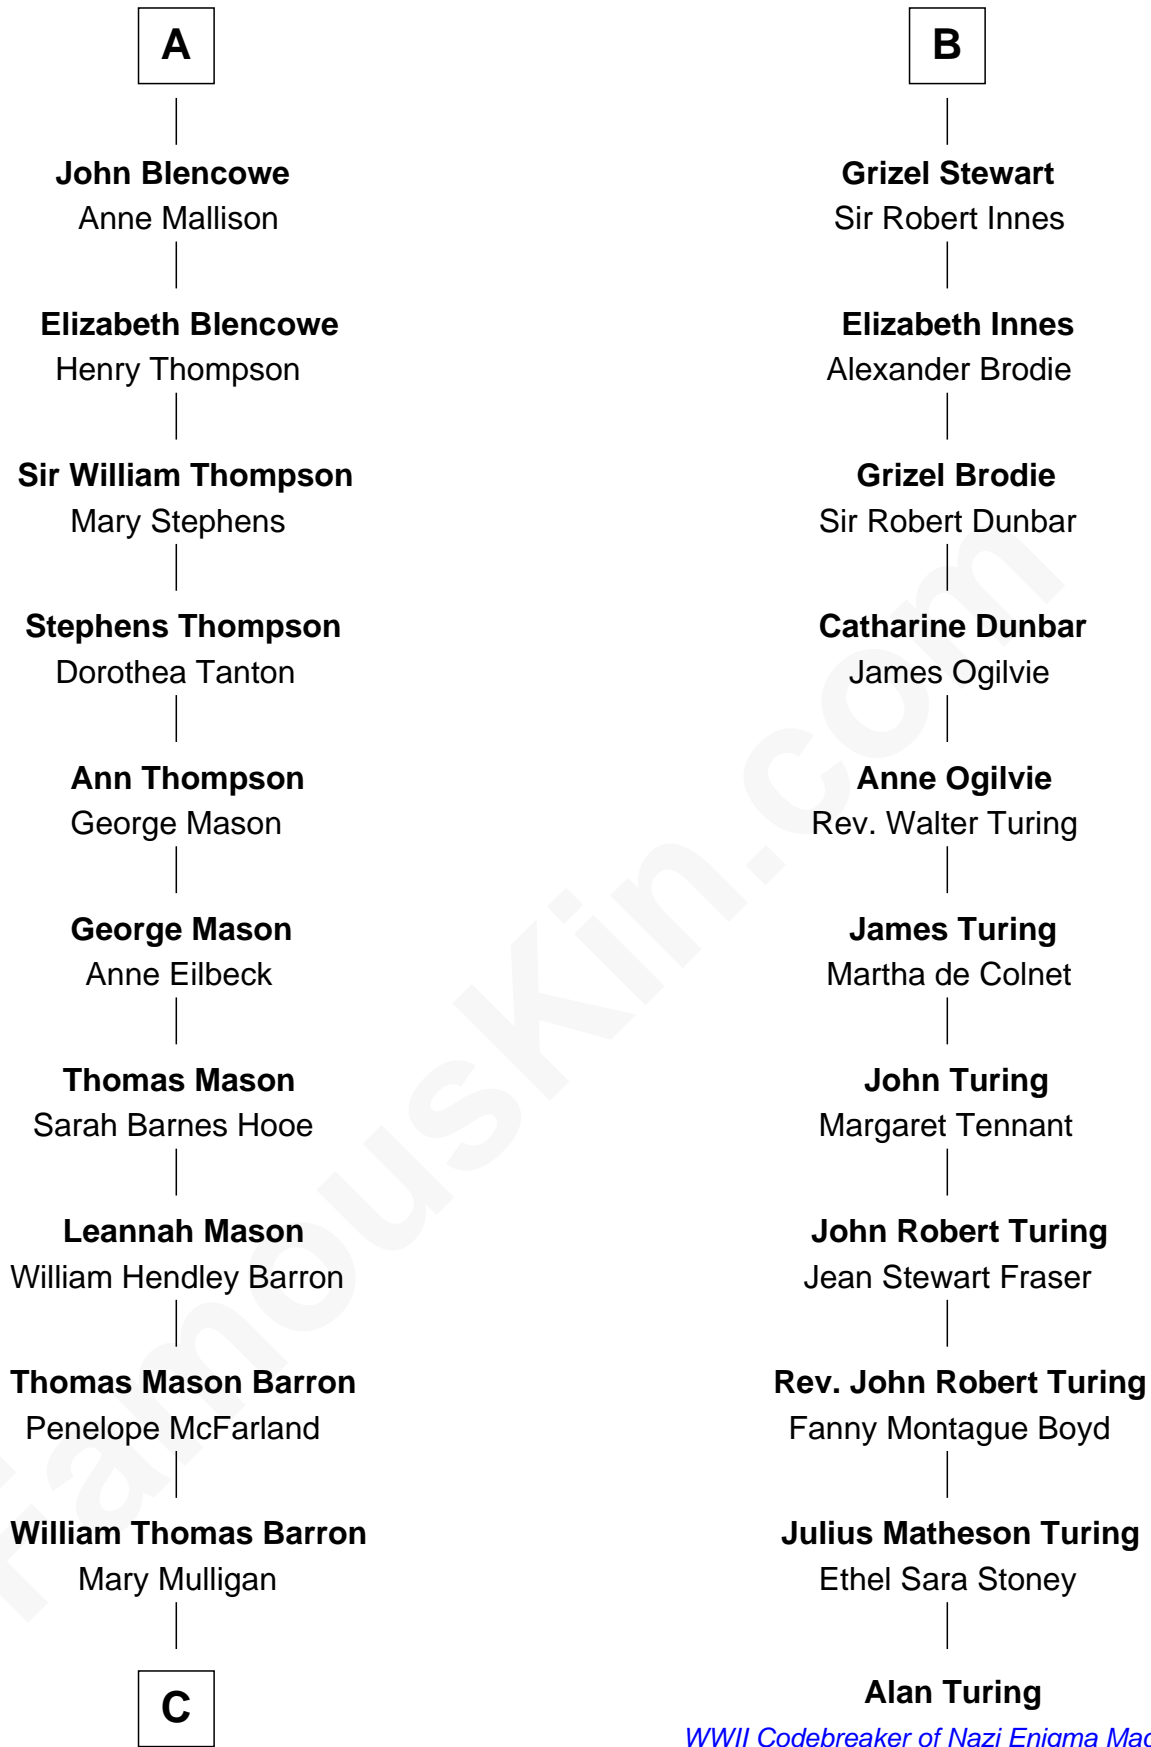 A
John Blencowe
Anne Mallison
Elizabeth Blencowe
Henry Thompson
Sir William Thompson
Mary Stephens
Stephens Thompson
Dorothea Tanton
Ann Thompson
George Mason
George Mason
Anne Eilbeck
Thomas Mason
Sarah Barnes Hooe
Leannah Mason
William Hendley Barron
Thomas Mason Barron
Penelope McFarland
William Thomas Barron
Mary Mulligan
C
B
Grizel Stewart
Sir Robert Innes
Elizabeth Innes
Alexander Brodie
Grizel Brodie
Sir Robert Dunbar
Catharine Dunbar
James Ogilvie
Anne Ogilvie
Rev. Walter Turing
James Turing
Martha de Colnet
John Turing
Margaret Tennant
John Robert Turing
Jean Stewart Fraser
Rev. John Robert Turing
Fanny Montague Boyd
Julius Matheson Turing
Ethel Sara Stoney
Alan Turing
WWII Codebreaker of Nazi Enigma Mac
FamousKin.com